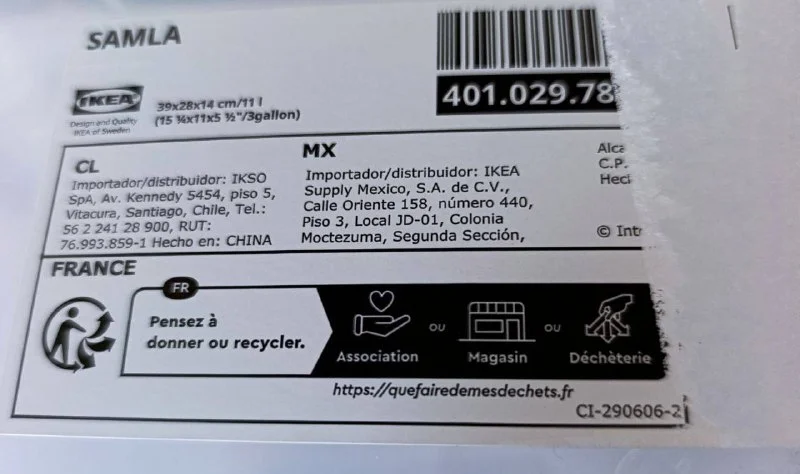 SAMLA
401.029.78
IKEA
Design and Quality
IKEA of Sweden
39x28x14 cm/11 l
(15 ¼x11x5 ½"/3gallon)
CL
Importador/distribuidor: IKSO
SpA, Av. Kennedy 5454, piso 5,
Vitacura, Santiago, Chile, Tel.:
56 2 241 28 900, RUT:
76.993.859-1 Hecho en: CHINA
MX
Importador/distribuidor: IKEA
Supply Mexico, S.A. de C.V.,
Calle Oriente 158, número 440,
Piso 3, Local JD-01, Colonia
Moctezuma, Segunda Sección,
C.P.
©
FRANCE
FR
Pensez à
donner ou recycler.
Association
OU
Magasin
OU
Déchèterie
https://quefairedemesdechets.fr
CI-290606-2